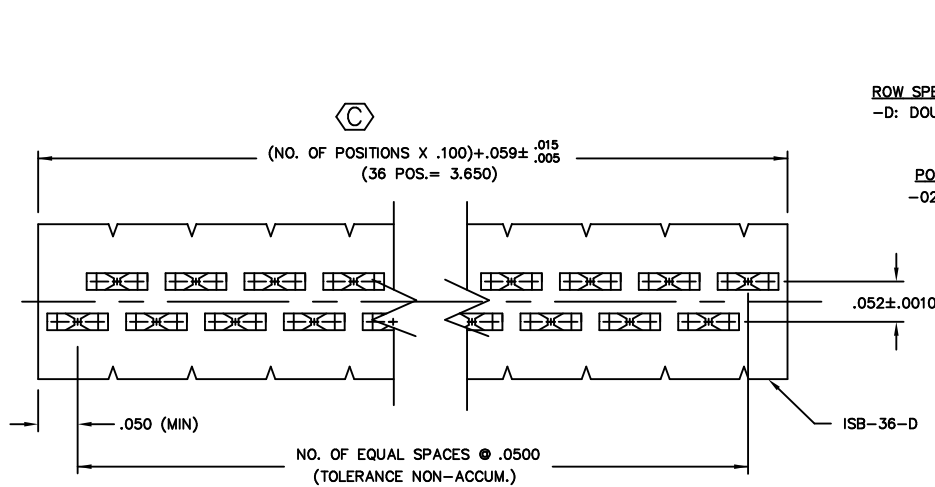 ROW SPE
-D: DOU
C
(NO. OF POSITIONS X .100)+.059± .015 .005
(36 POS.= 3.650)
PO
-02
.052±.0010
.050 (MIN)
ISB-36-D
NO. OF EQUAL SPACES @ .0500
(TOLERANCE NON-ACCUM.)